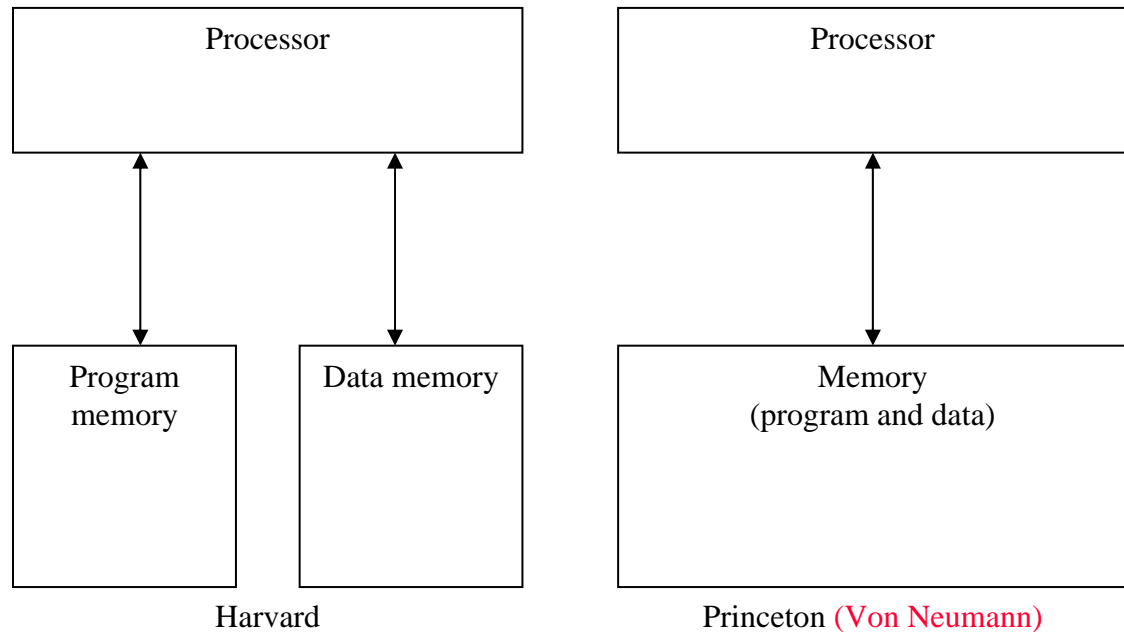 Processor
Processor
Program
memory
Data memory
Memory
(program and data)
Harvard
Princeton (Von Neumann)